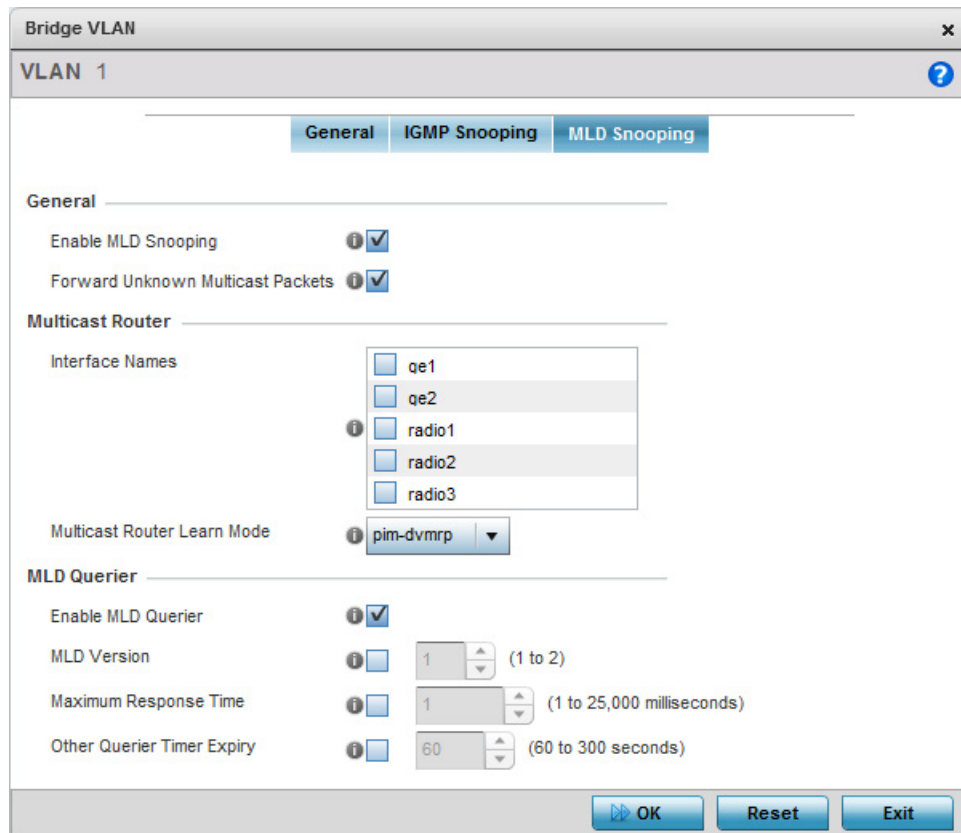 Bridge VLAN
VLAN 1
General
IGMP Snooping
MLD Snooping
General
Enable MLD Snooping
Forward Unknown Multicast Packets
Multicast Router
Interface Names
ge1
ge2
radio1
radio2
radio3
Multicast Router Learn Mode
pim-dvmrp
MLD Querier
Enable MLD Querier
MLD Version
1
(1 to 2)
Maximum Response Time
1
(1 to 25,000 milliseconds)
Other Querier Timer Expiry
60
(60 to 300 seconds)
OK
Reset
Exit